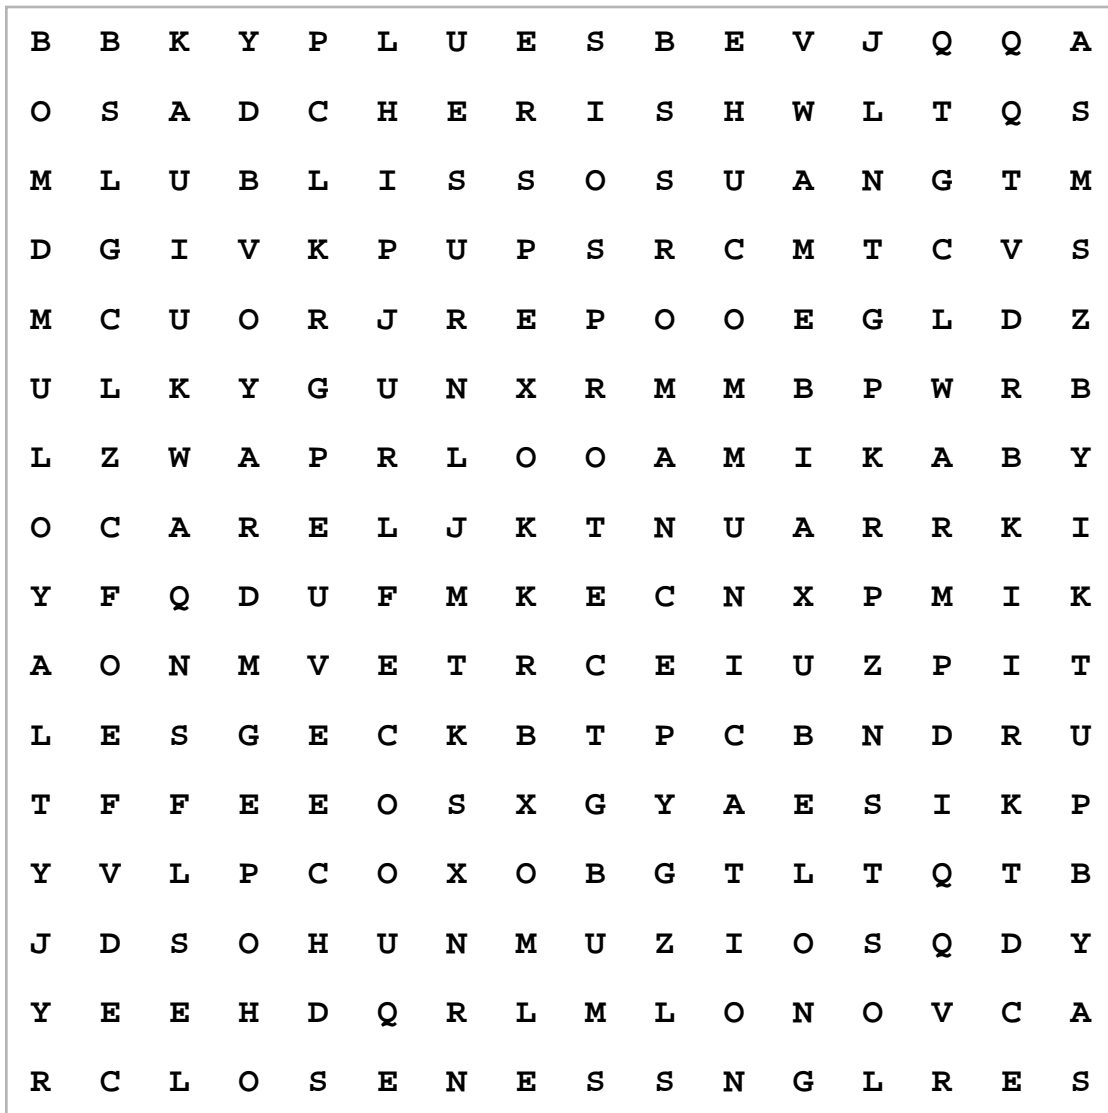 B B K Y P L U E S B E V J Q Q A
O S A D C H E R I S H W L T Q S
M L U B L I S S O S U A N G T M
D G I V K P U P S R C M T C V S
M C U O R J R E P O O E G L D Z
U L K Y G U N X R M M B P W R B
L Z W A P R L O O A M I K A B Y
O C A R E L J K T N U A R R K I
Y F Q D U F M K E C N X P M I K
A O N M V E T R C E I U Z P I T
L E S G E C K B T P C B N D R U
T F F E E O S X G Y A E S I K P
Y V L P C O X O B G T L T Q T B
J D S O H U N M U Z I O S Q D Y
Y E E H D Q R L M L O N O V C A
R C L O S E N E S S N G L R E S